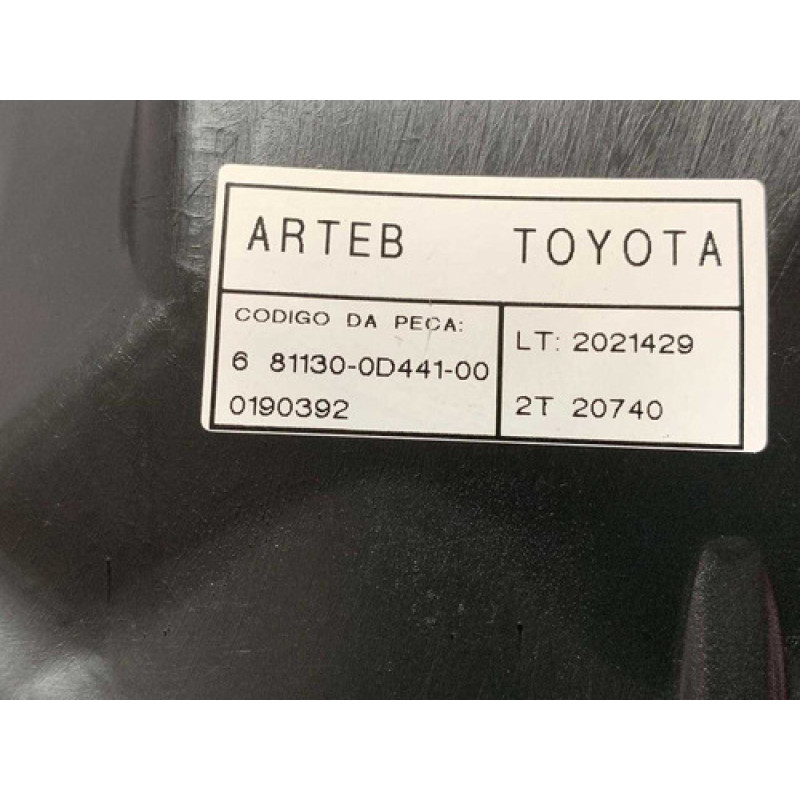 ARTEB TOYOTA
CODIGO DA PECA:
6 81130-0D441-00
0190392
LT: 2021429
2T 20740